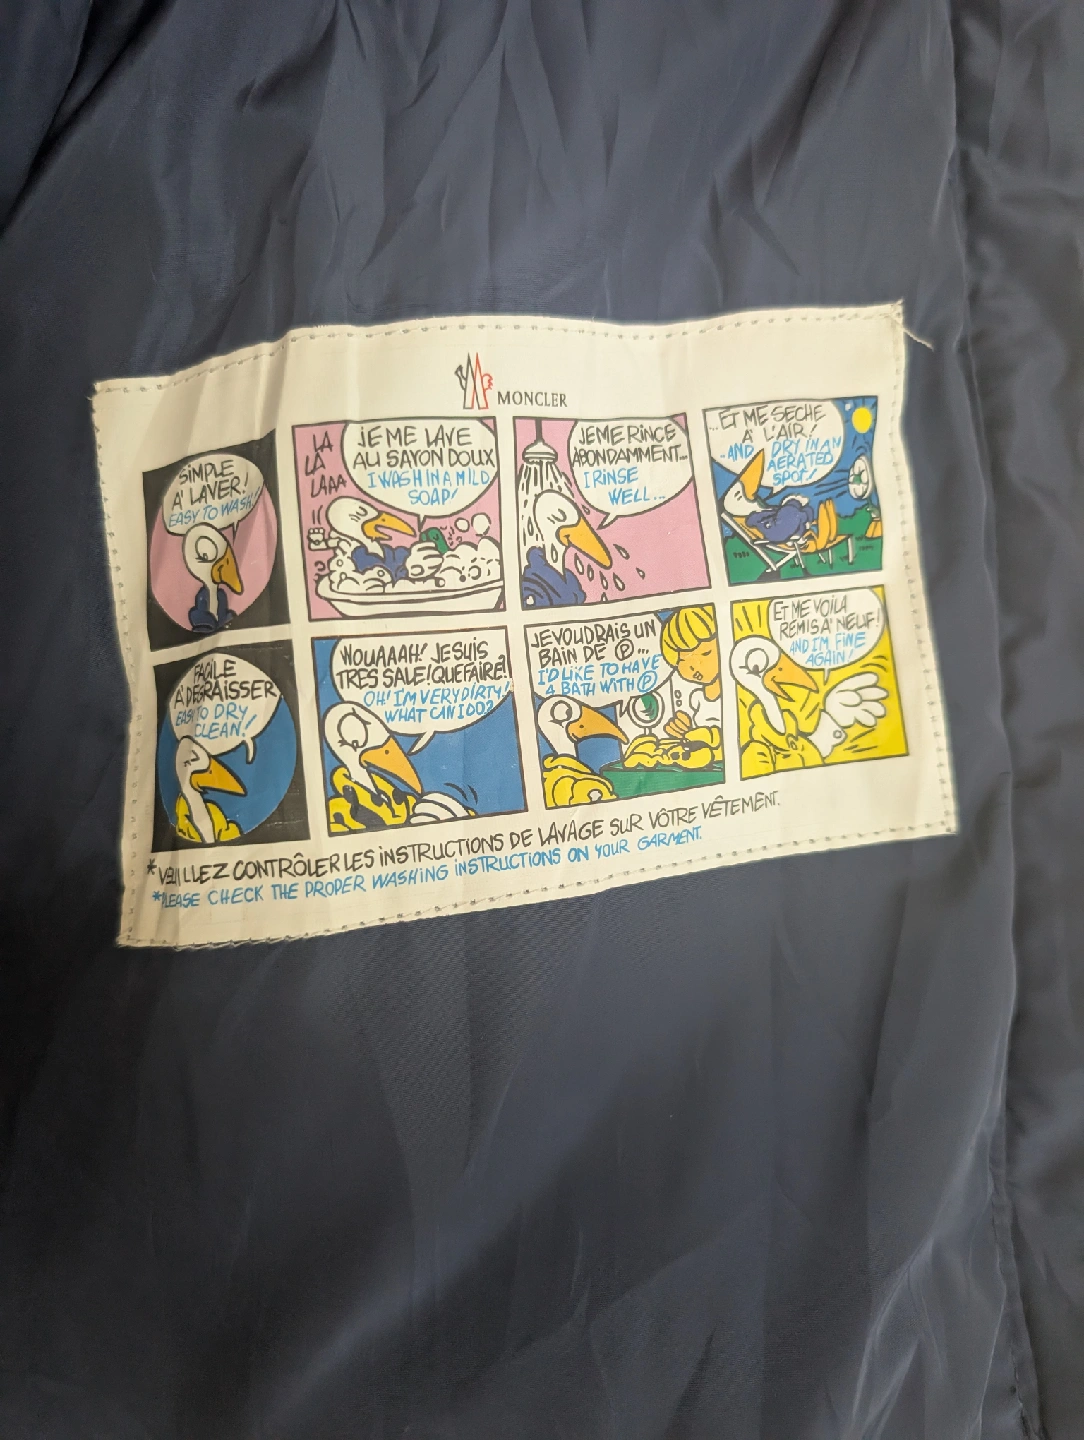 MONCLER
SIMPLE
A' LAVER!
EASY TO WASH!
LA
LA
LAAA
JE ME LAVE
AU SAVON DOUX
I WASH IN A MILD
SOAP!
JE ME RINCE
ABONDAMMENT...
I RINSE
WELL...
...ET ME SECHE
A' L'AIR!
..AND DRY IN AN
AERATED
SPOT!
FACILE
A' DEGRAISSER
EASY TO DRY
CLEAN!
WOUAAAH! JE SUIS
TRES SALE! QUE FAIRE?
OH! I'M VERY DIRTY!
WHAT CAN I DO?
JE VOUDRAIS UN
BAIN DE Ⓟ...
I'D LIKE TO HAVE
A BATH WITH Ⓟ
ET ME VOILA
REMIS A' NEUF!
AND I'M FINE
AGAIN!
*VEUILLEZ CONTRÔLER LES INSTRUCTIONS DE LAVAGE SUR VÔTRE VÊTEMENT.
*PLEASE CHECK THE PROPER WASHING INSTRUCTIONS ON YOUR GARMENT.